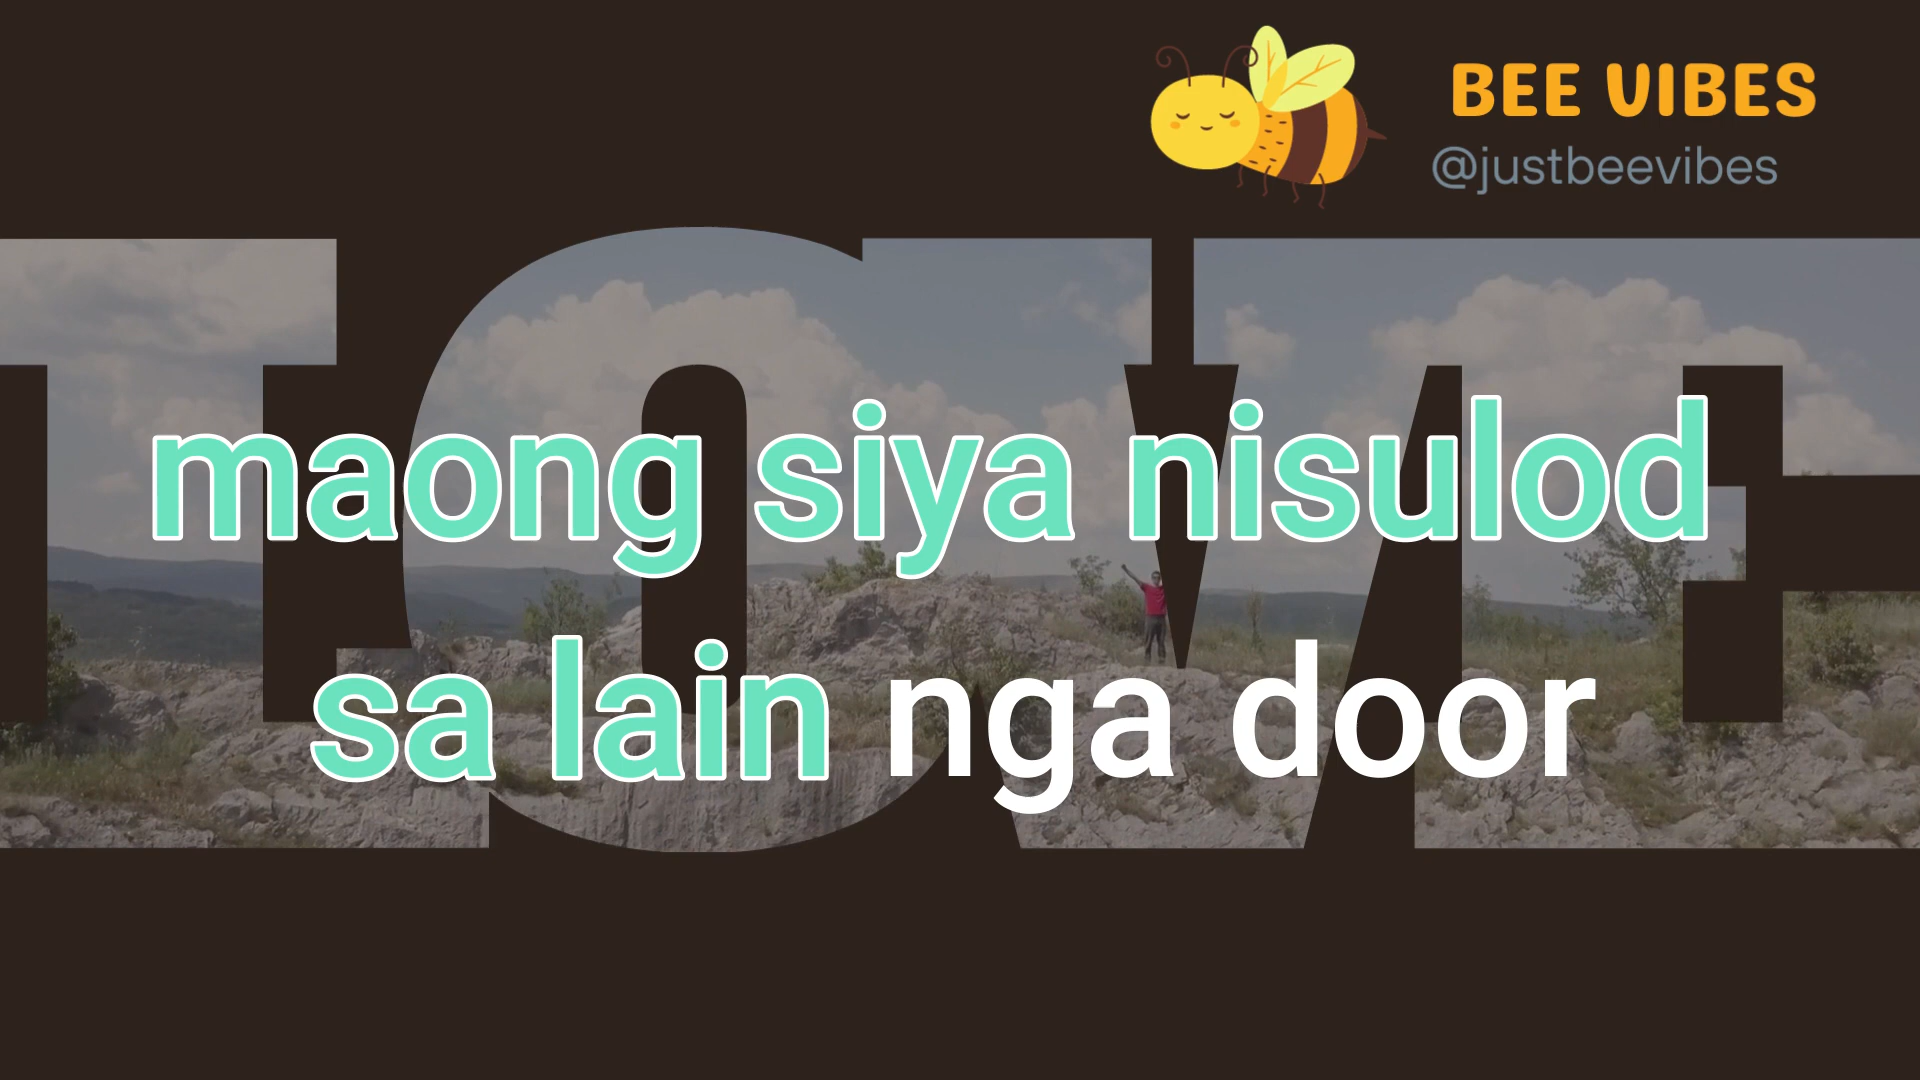 BEE VIBES
@justbeevibes
LOVE
maong siya nisulod
sa lain nga door